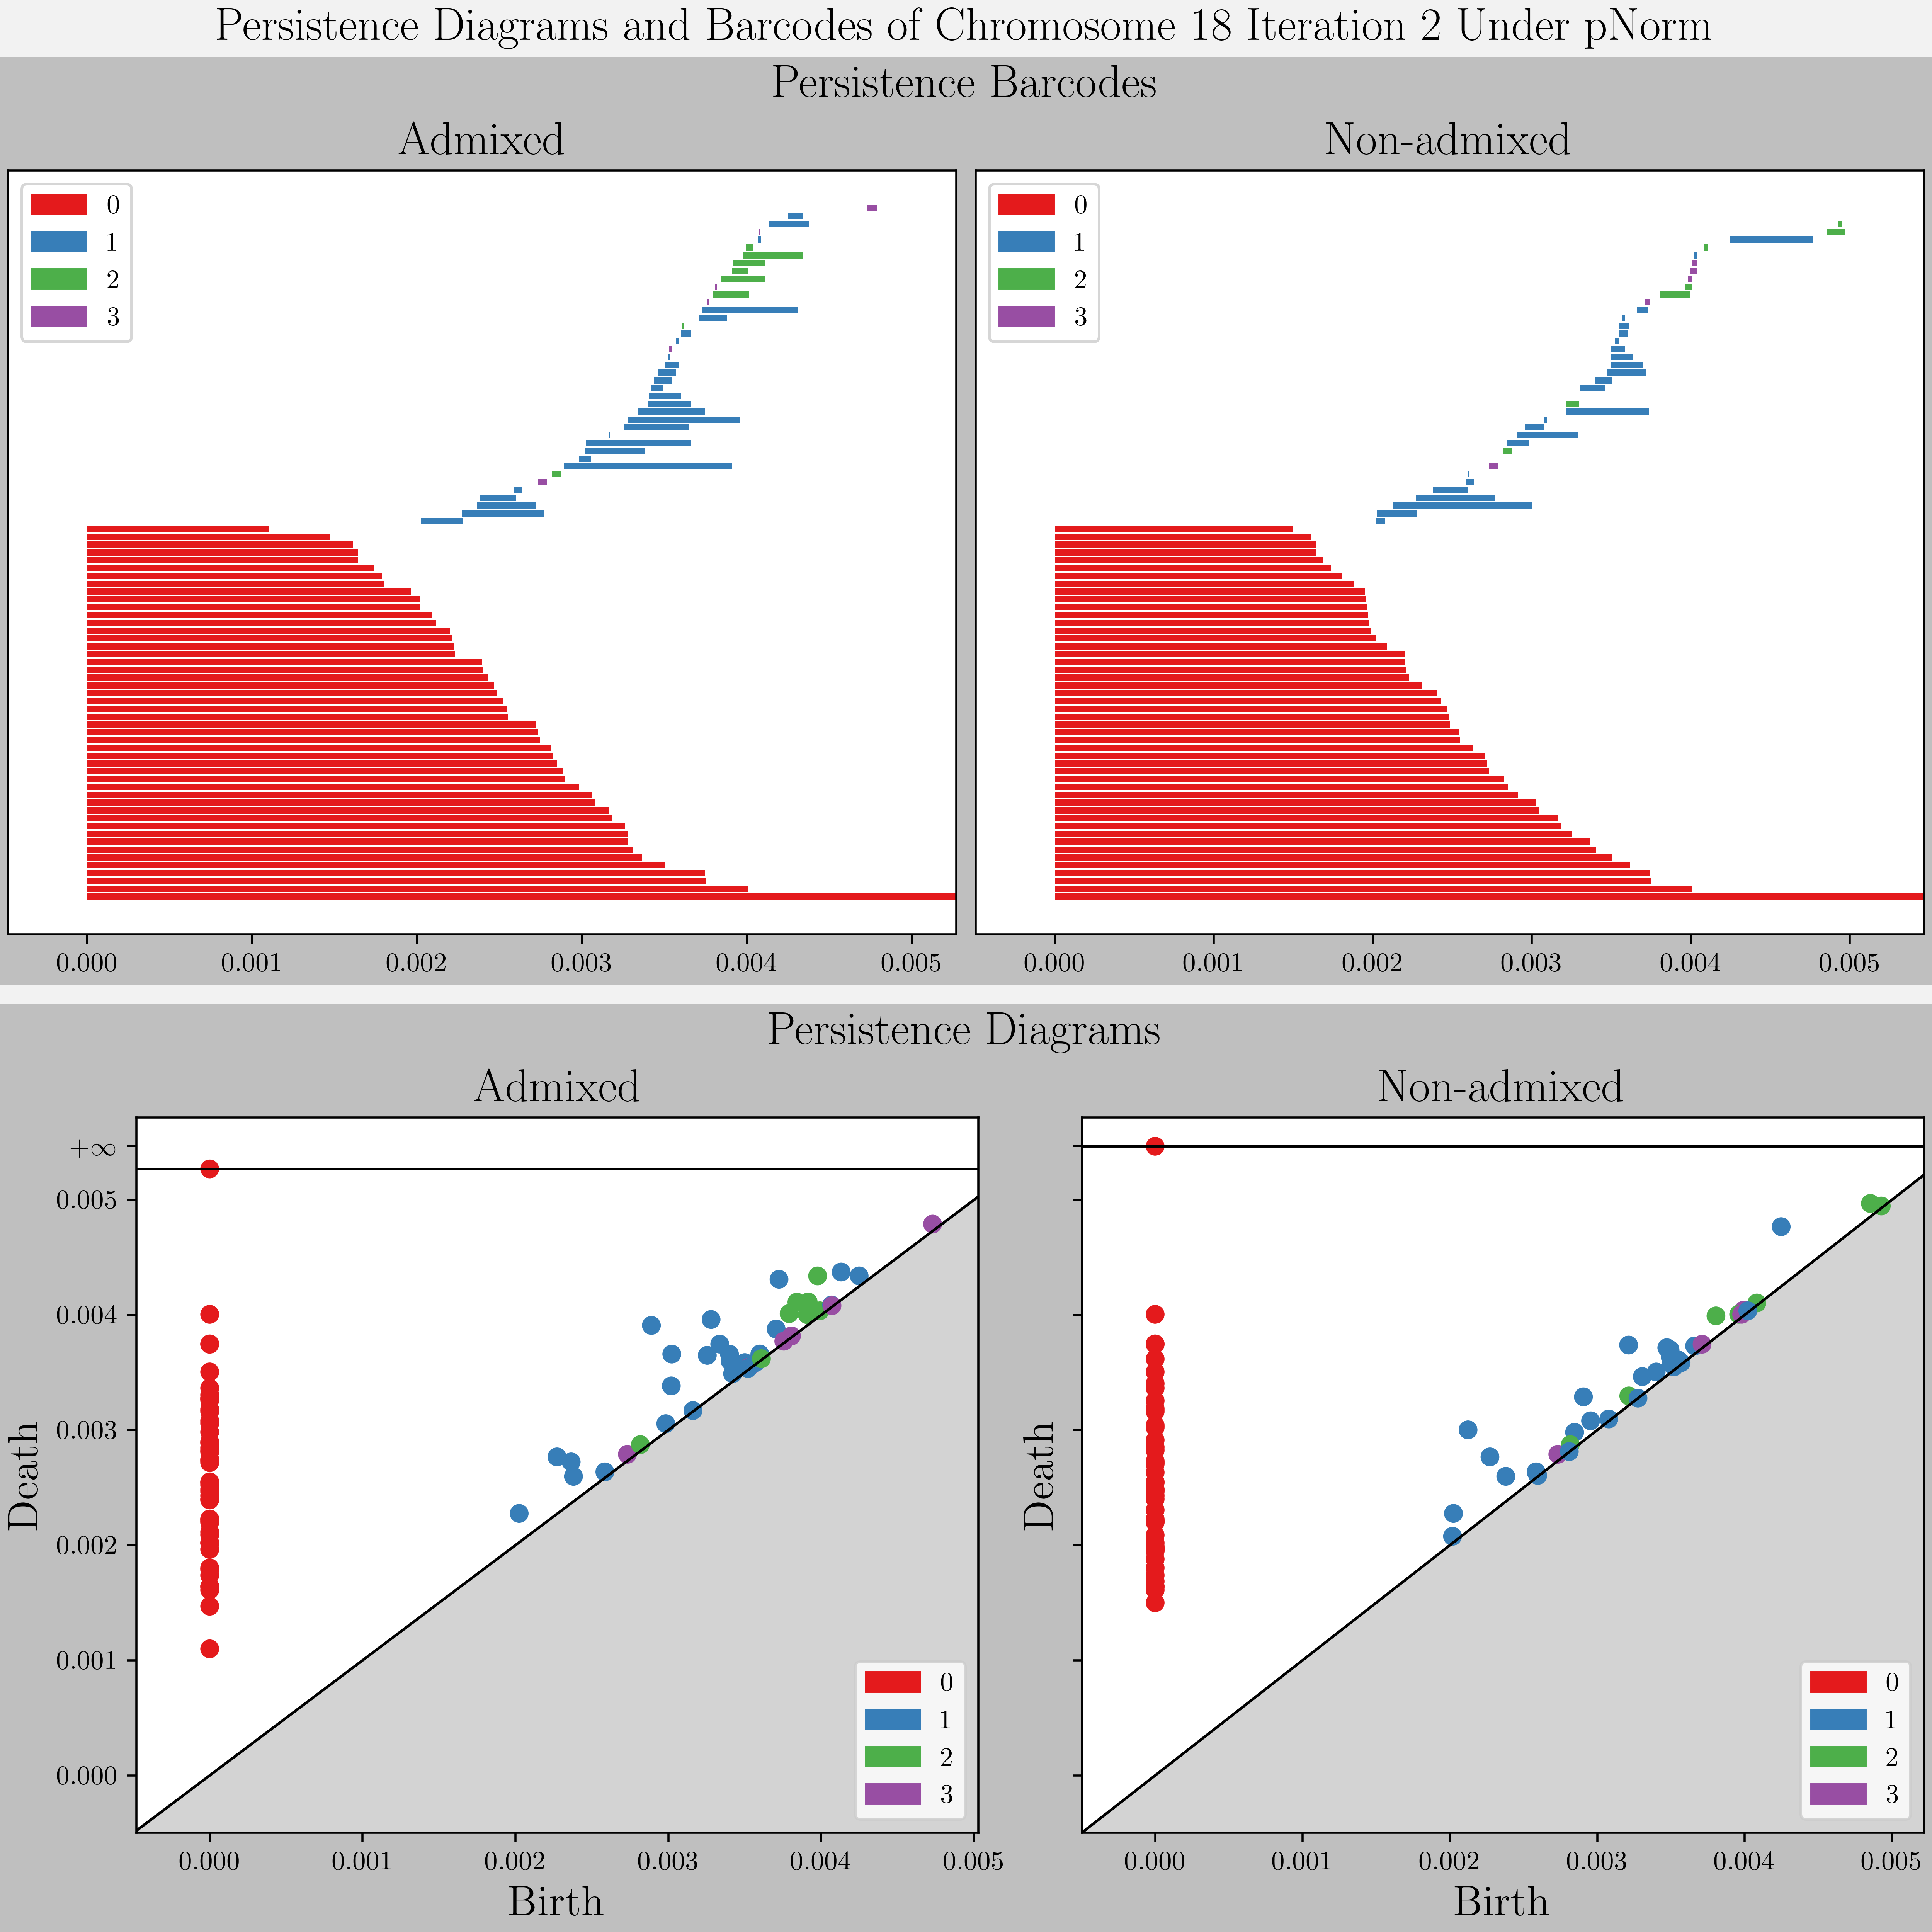 Persistence Diagrams and Barcodes of Chromosome 18 Iteration 2 Under pNorm
Persistence Barcodes
Admixed
Non-admixed
0
1
2
3
0
1
2
3
0.000 0.001 0.002 0.003 0.004 0.005
0.000 0.001 0.002 0.003 0.004 0.005
Persistence Diagrams
Admixed
Non-admixed
+∞
0.005
0.004
0.003
0.002
0.001
0.000
Death
Death
0
1
2
3
0
1
2
3
0.000 0.001 0.002 0.003 0.004 0.005
0.000 0.001 0.002 0.003 0.004 0.005
Birth
Birth